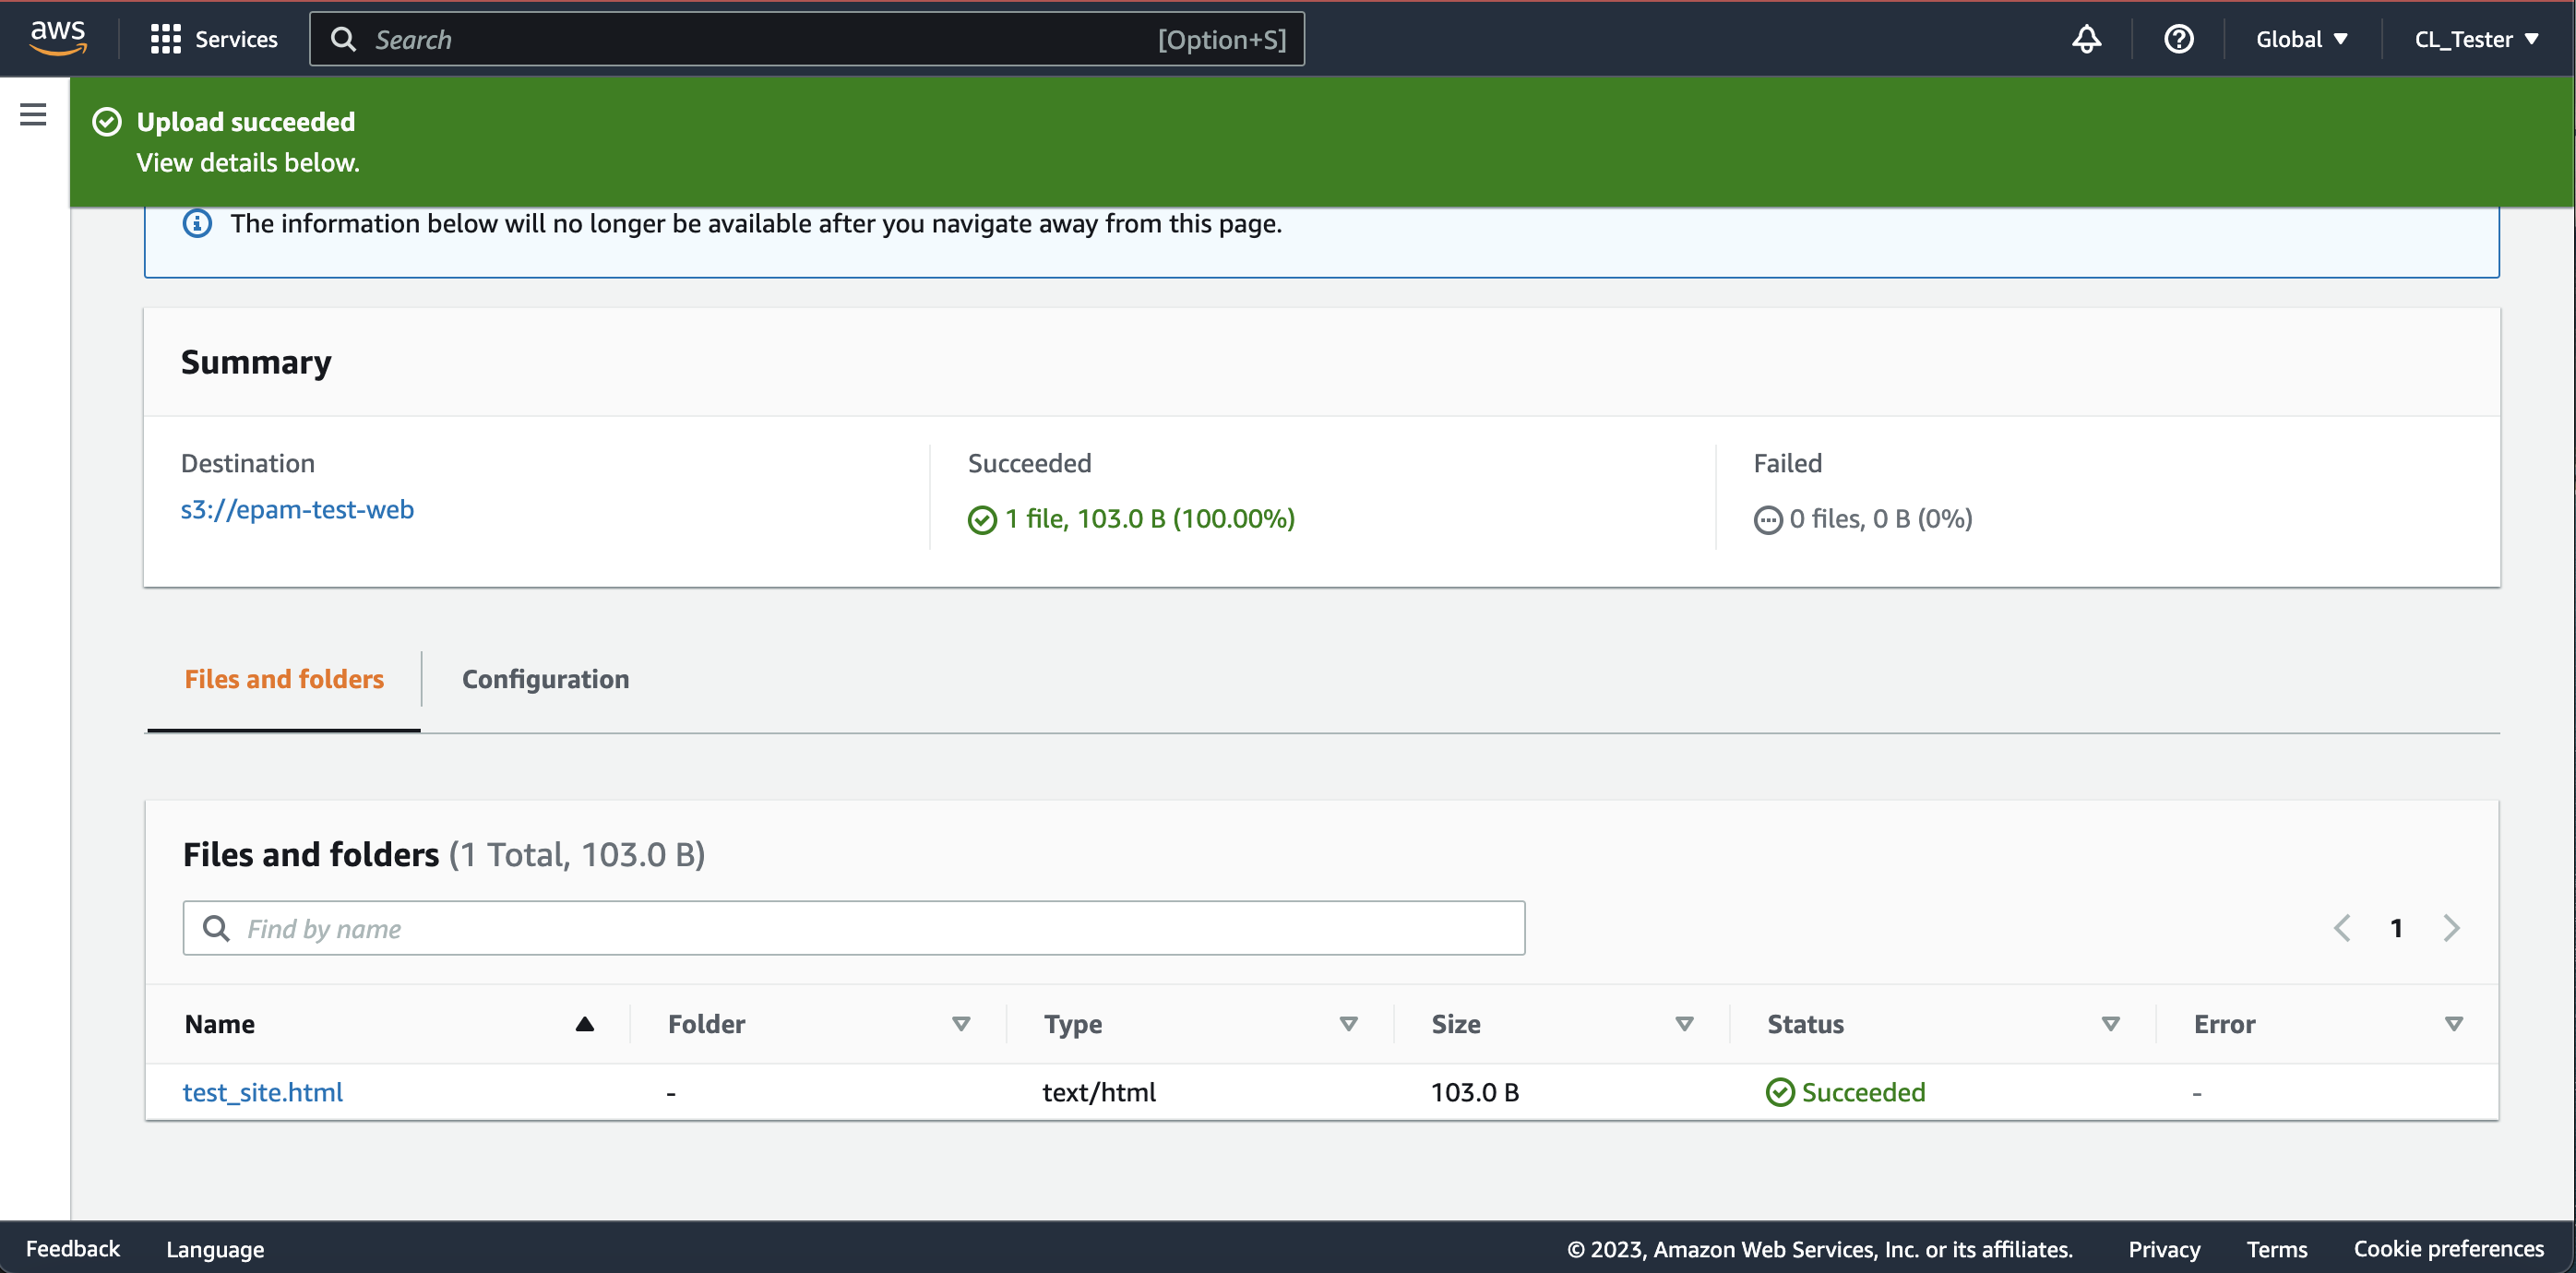 aws Services Search [Option+S] Global CL_Tester
Upload succeeded
View details below.
The information below will no longer be available after you navigate away from this page.
Summary
Destination Succeeded Failed
s3://epam-test-web 1 file, 103.0 B (100.00%) 0 files, 0 B (0%)
Files and folders Configuration
Files and folders (1 Total, 103.0 B)
Find by name 1
Name Folder Type Size Status Error
test_site.html - text/html 103.0 B Succeeded -
Feedback Language © 2023, Amazon Web Services, Inc. or its affiliates. Privacy Terms Cookie preferences